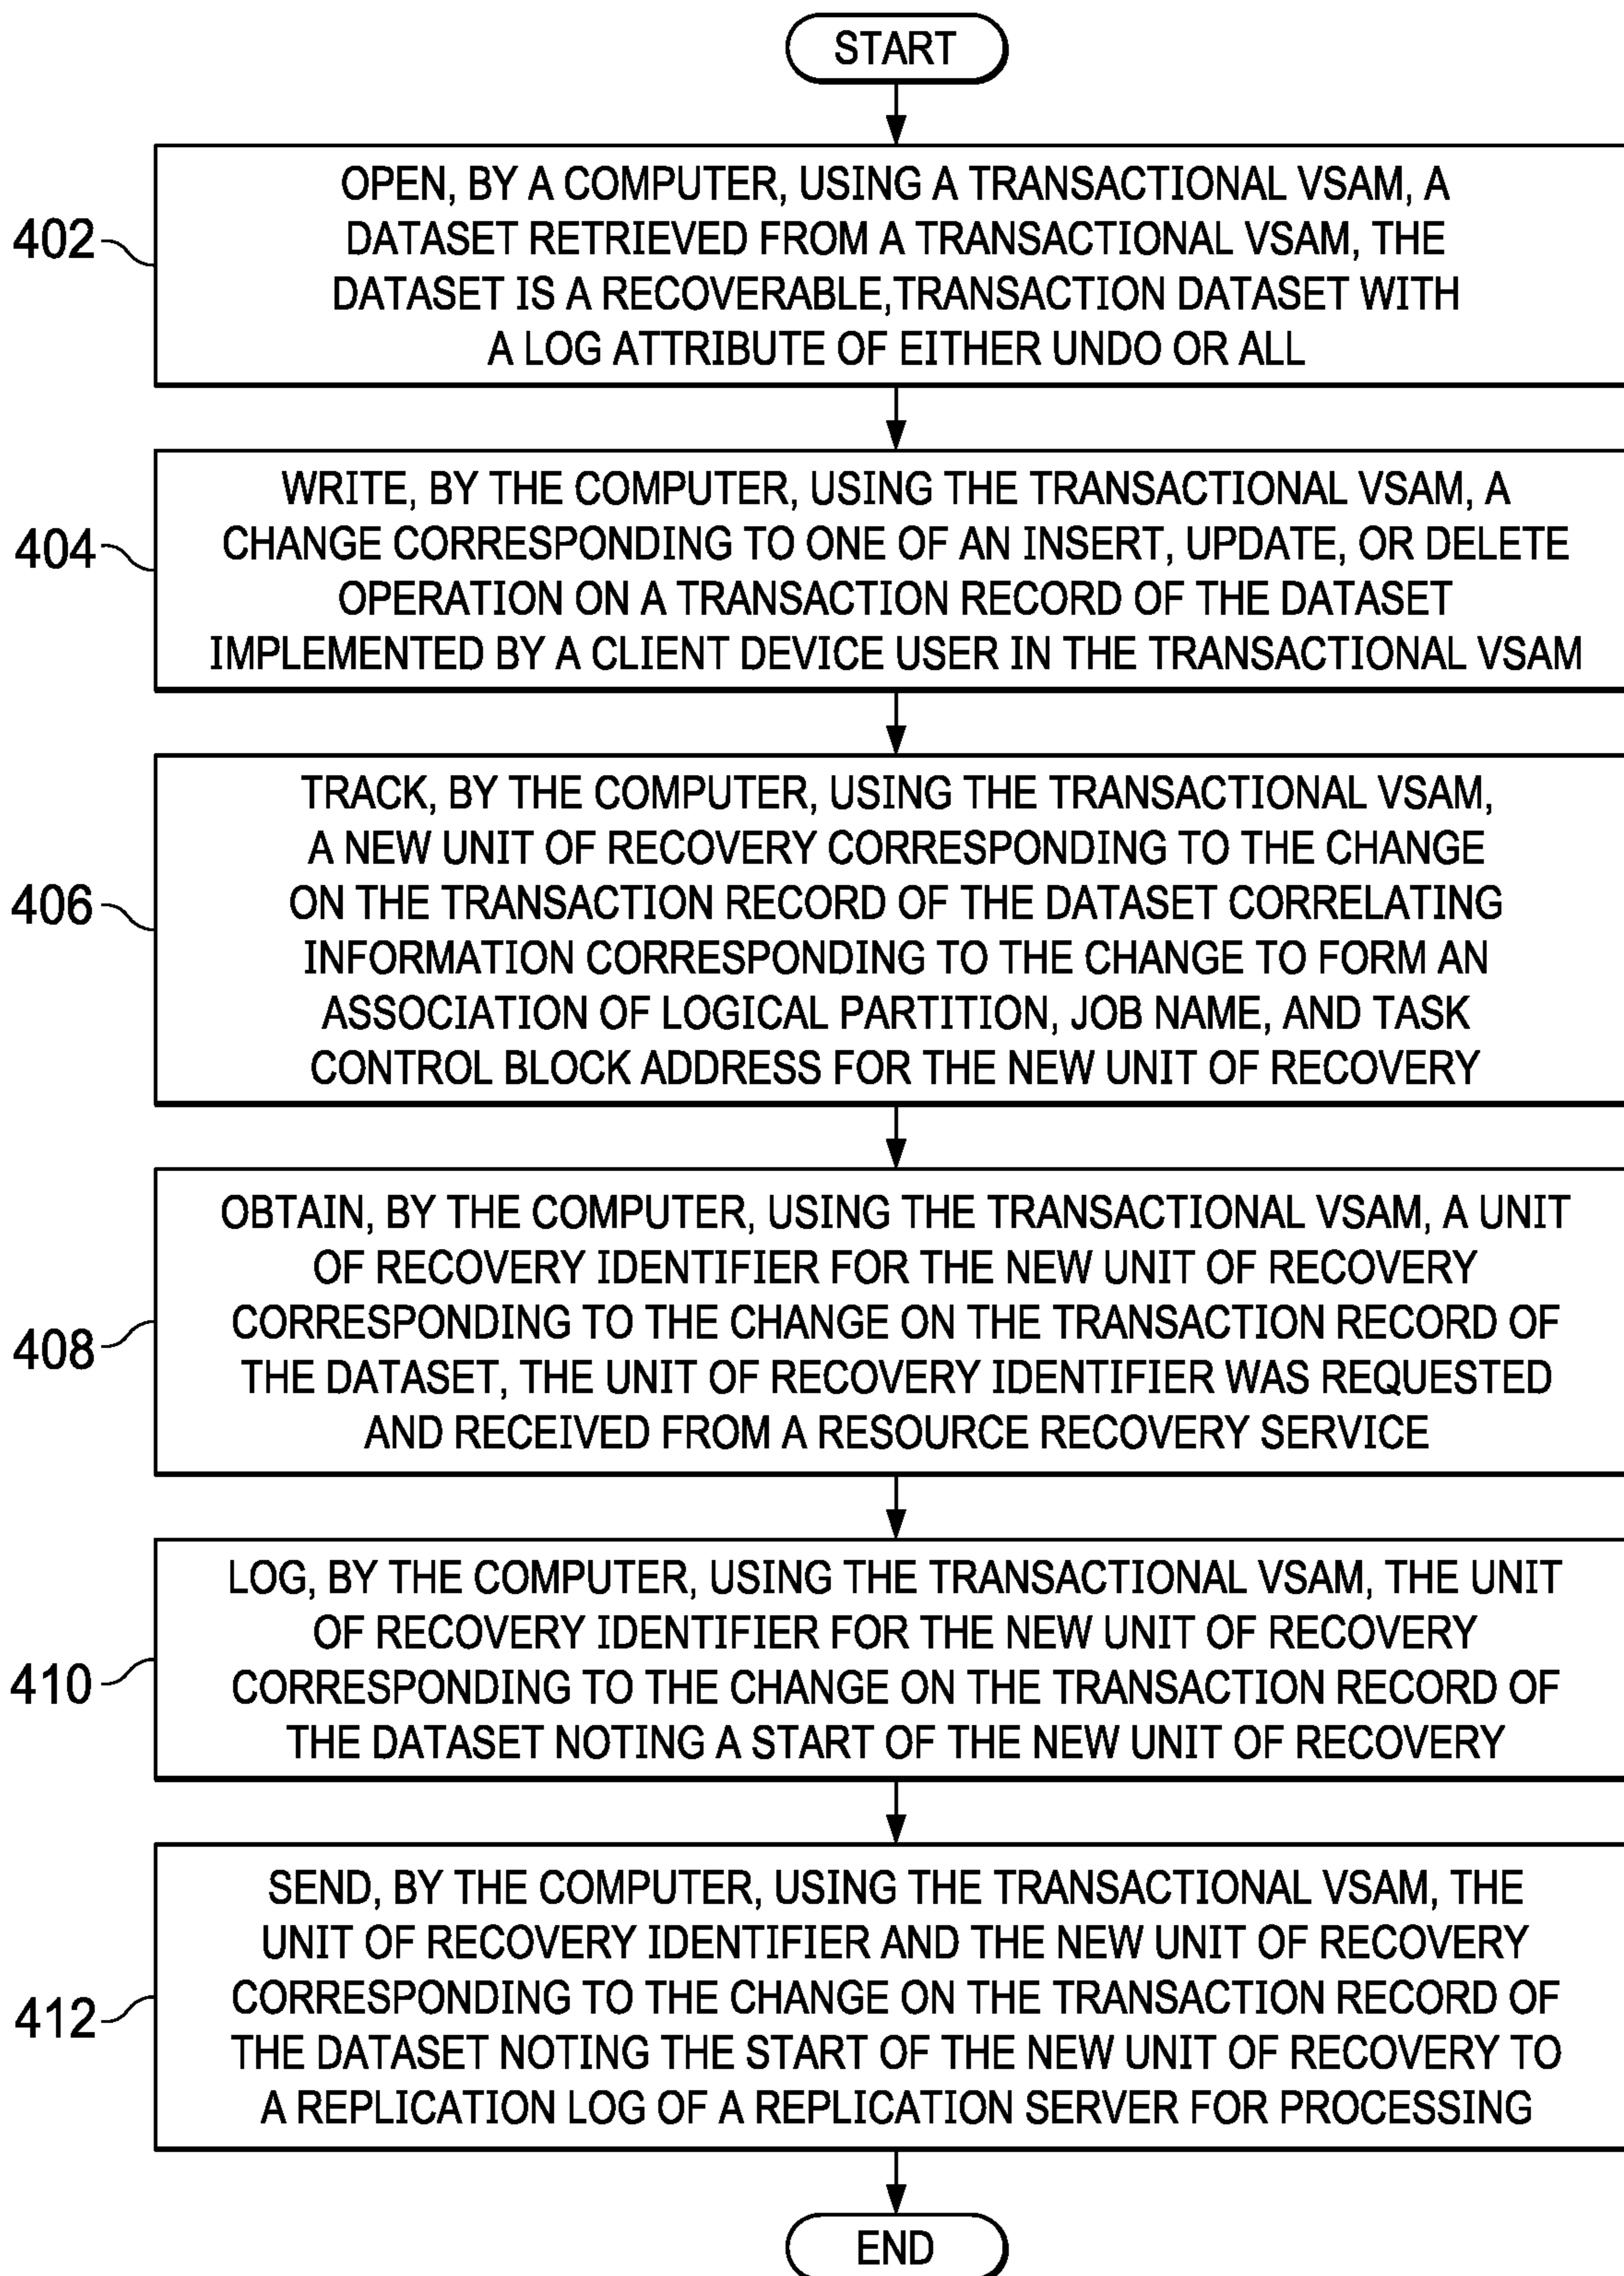 START
402
OPEN, BY A COMPUTER, USING A TRANSACTIONAL VSAM, A
DATASET RETRIEVED FROM A TRANSACTIONAL VSAM, THE
DATASET IS A RECOVERABLE,TRANSACTION DATASET WITH
A LOG ATTRIBUTE OF EITHER UNDO OR ALL
404
WRITE, BY THE COMPUTER, USING THE TRANSACTIONAL VSAM, A
CHANGE CORRESPONDING TO ONE OF AN INSERT, UPDATE, OR DELETE
OPERATION ON A TRANSACTION RECORD OF THE DATASET
IMPLEMENTED BY A CLIENT DEVICE USER IN THE TRANSACTIONAL VSAM
406
TRACK, BY THE COMPUTER, USING THE TRANSACTIONAL VSAM,
A NEW UNIT OF RECOVERY CORRESPONDING TO THE CHANGE
ON THE TRANSACTION RECORD OF THE DATASET CORRELATING
INFORMATION CORRESPONDING TO THE CHANGE TO FORM AN
ASSOCIATION OF LOGICAL PARTITION, JOB NAME, AND TASK
CONTROL BLOCK ADDRESS FOR THE NEW UNIT OF RECOVERY
408
OBTAIN, BY THE COMPUTER, USING THE TRANSACTIONAL VSAM, A UNIT
OF RECOVERY IDENTIFIER FOR THE NEW UNIT OF RECOVERY
CORRESPONDING TO THE CHANGE ON THE TRANSACTION RECORD OF
THE DATASET, THE UNIT OF RECOVERY IDENTIFIER WAS REQUESTED
AND RECEIVED FROM A RESOURCE RECOVERY SERVICE
410
LOG, BY THE COMPUTER, USING THE TRANSACTIONAL VSAM, THE UNIT
OF RECOVERY IDENTIFIER FOR THE NEW UNIT OF RECOVERY
CORRESPONDING TO THE CHANGE ON THE TRANSACTION RECORD OF
THE DATASET NOTING A START OF THE NEW UNIT OF RECOVERY
412
SEND, BY THE COMPUTER, USING THE TRANSACTIONAL VSAM, THE
UNIT OF RECOVERY IDENTIFIER AND THE NEW UNIT OF RECOVERY
CORRESPONDING TO THE CHANGE ON THE TRANSACTION RECORD OF
THE DATASET NOTING THE START OF THE NEW UNIT OF RECOVERY TO
A REPLICATION LOG OF A REPLICATION SERVER FOR PROCESSING
END